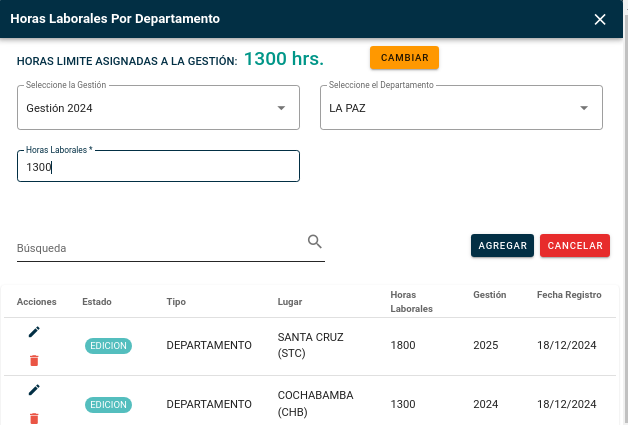 Horas Laborales Por Departamento
HORAS LIMITE ASIGNADAS A LA GESTIÓN: 1300 hrs. CAMBIAR
Seleccione la Gestión
Gestión 2024
Seleccione el Departamento
LA PAZ
Horas Laborales *
1300
Búsqueda
AGREGAR CANCELAR
Acciones Estado Tipo Lugar Horas Laborales Gestión Fecha Registro
EDICION DEPARTAMENTO SANTA CRUZ (STC) 1800 2025 18/12/2024
EDICION DEPARTAMENTO COCHABAMBA (CHB) 1300 2024 18/12/2024